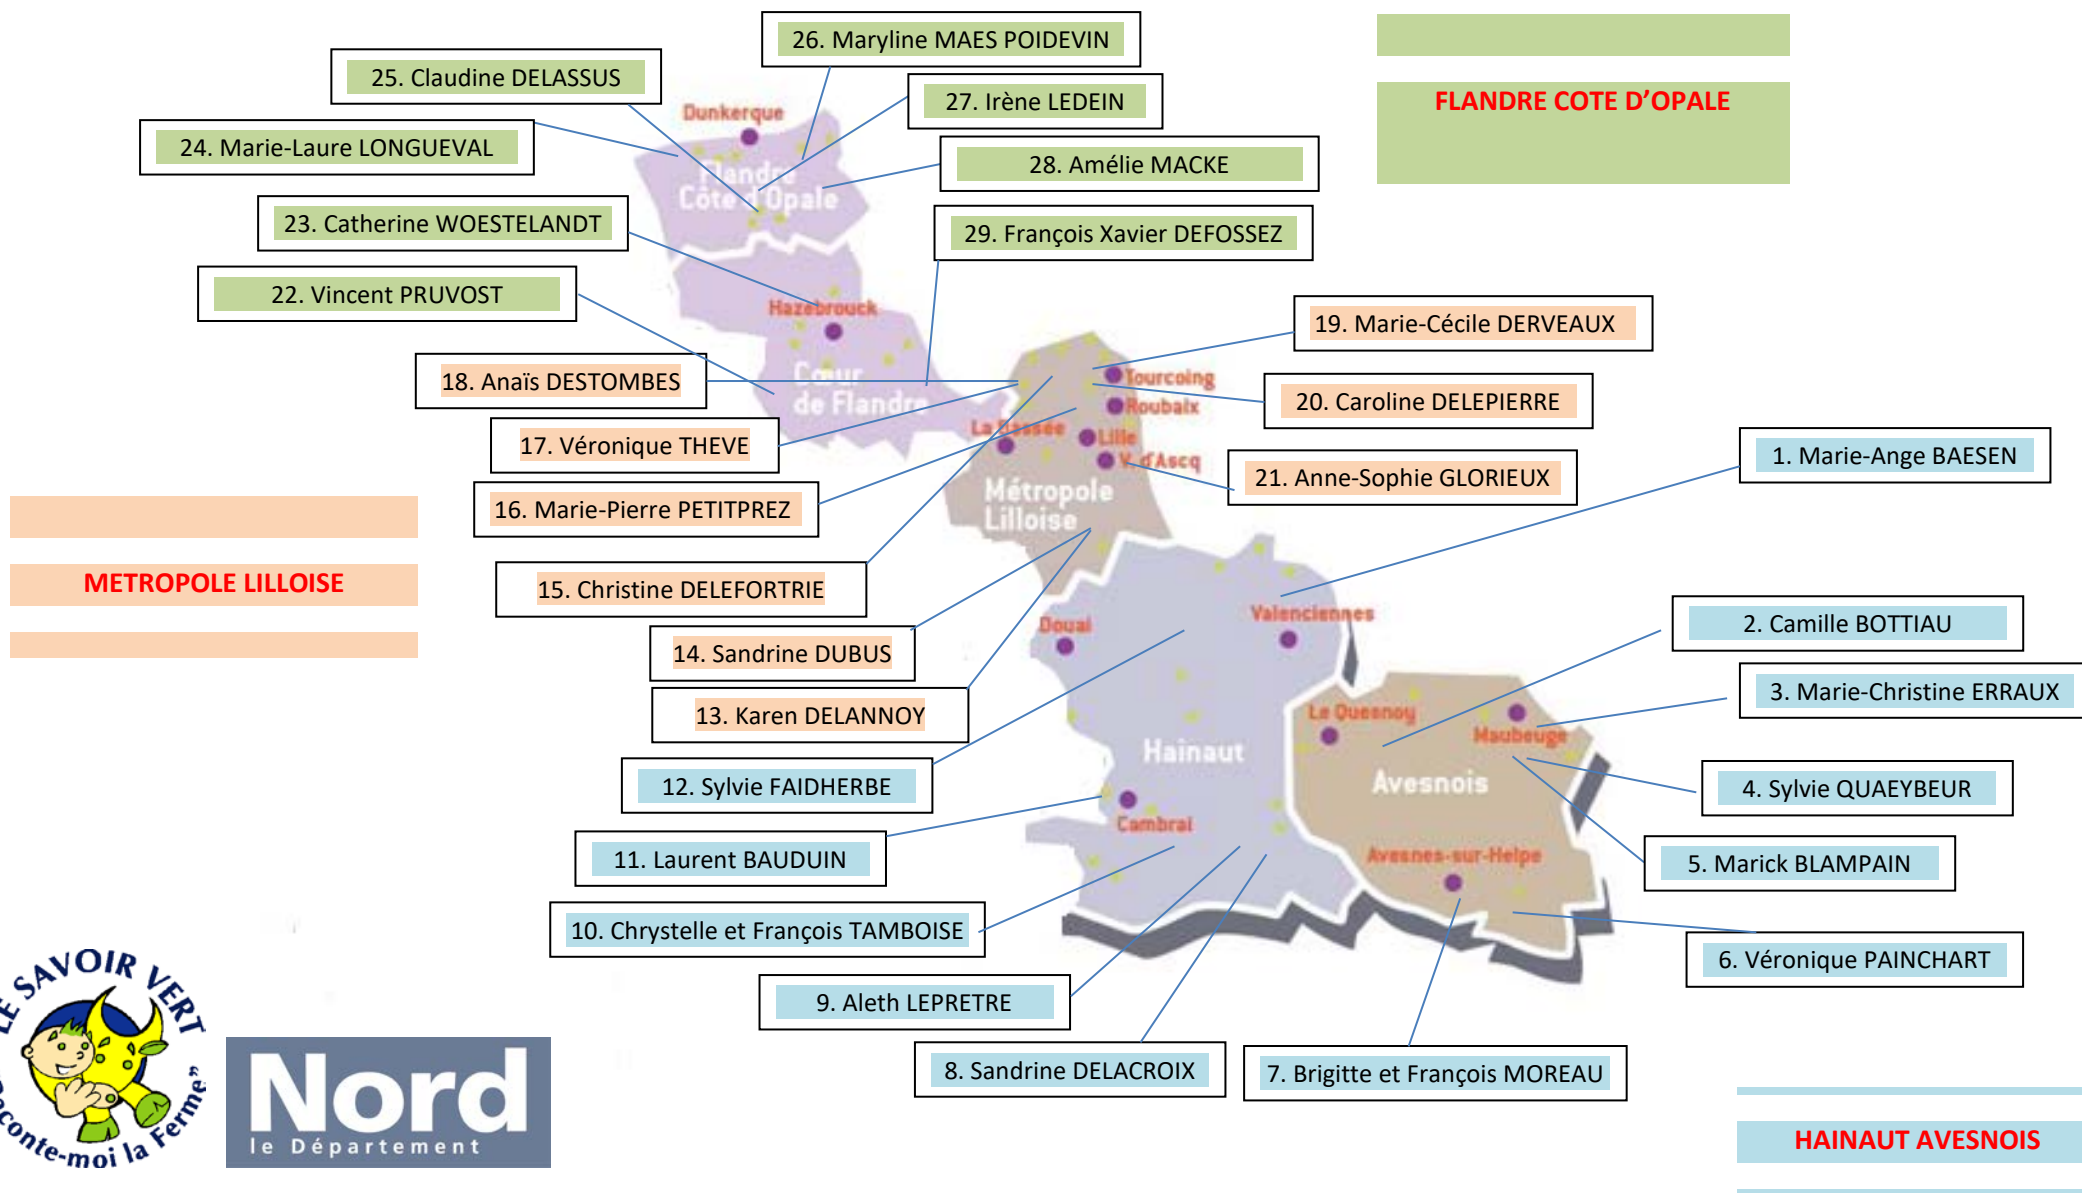 26. Maryline MAES POIDEVIN
25. Claudine DELASSUS
27. Irène LEDEIN
FLANDRE COTE D’OPALE
Dunkerque
24. Marie-Laure LONGUEVAL
28. Amélie MACKE
Flandre
Côte d'Opale
23. Catherine WOESTELANDT
29. François Xavier DEFOSSEZ
22. Vincent PRUVOST
Hazebrouck
19. Marie-Cécile DERVEAUX
18. Anaïs DESTOMBES
Cœur
de Flandre
Tourcoing
20. Caroline DELEPIERRE
Roubaix
La Bassée
Lille
17. Véronique THEVE
V. d'Ascq
1. Marie-Ange BAESEN
21. Anne-Sophie GLORIEUX
16. Marie-Pierre PETITPREZ
Métropole
Lilloise
METROPOLE LILLOISE
15. Christine DELEFORTRIE
Valenciennes
Douai
2. Camille BOTTIAU
14. Sandrine DUBUS
3. Marie-Christine ERRAUX
13. Karen DELANNOY
Le Quesnoy
Maubeuge
Hainaut
Avesnois
12. Sylvie FAIDHERBE
4. Sylvie QUAEYBEUR
Cambrai
11. Laurent BAUDUIN
Avesnes-sur-Helpe
5. Marick BLAMPAIN
10. Chrystelle et François TAMBOISE
6. Véronique PAINCHART
9. Aleth LEPRETRE
8. Sandrine DELACROIX
7. Brigitte et François MOREAU
LE SAVOIR VERT
Raconte-moi la Ferme"
Nord
le Département
HAINAUT AVESNOIS